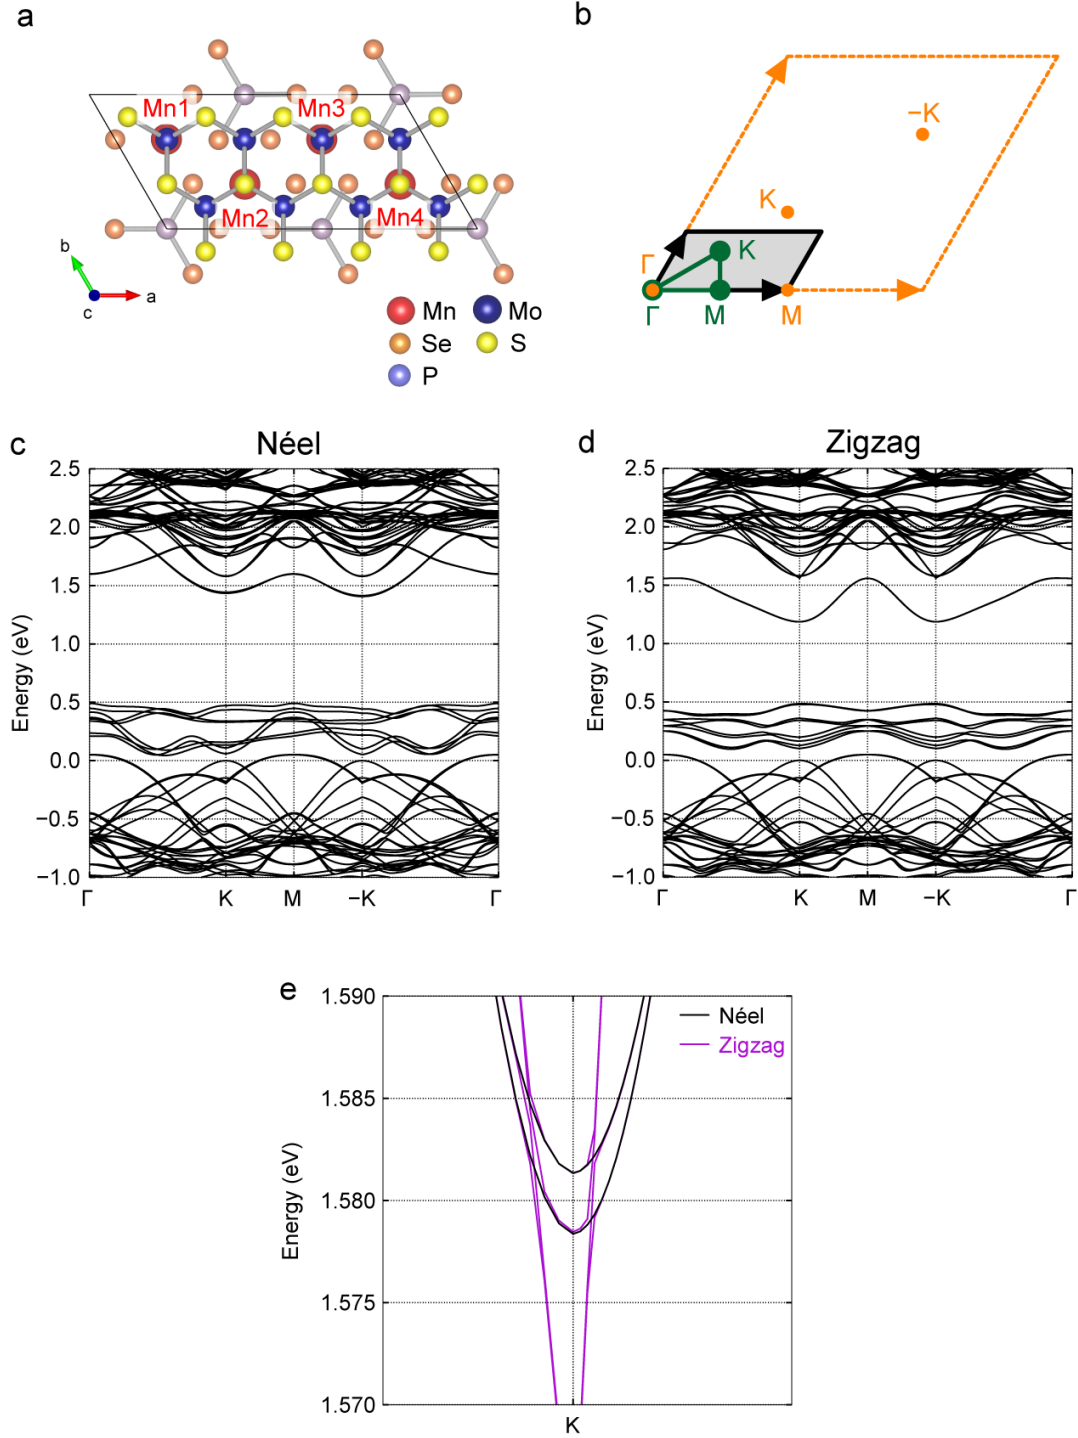 a
Mn1 Mn3
Mn2 Mn4
b
a
c
Mn Mo
Se S
P
b
−K
K
Γ K
Γ M M
c Néel
2.5
2.0
1.5
1.0
0.5
0.0
−0.5
−1.0
Energy (eV)
Γ K M −K Γ
d Zigzag
2.5
2.0
1.5
1.0
0.5
0.0
−0.5
−1.0
Energy (eV)
Γ K M −K Γ
e
1.590
1.585
1.580
1.575
1.570
Energy (eV)
K
Néel
Zigzag